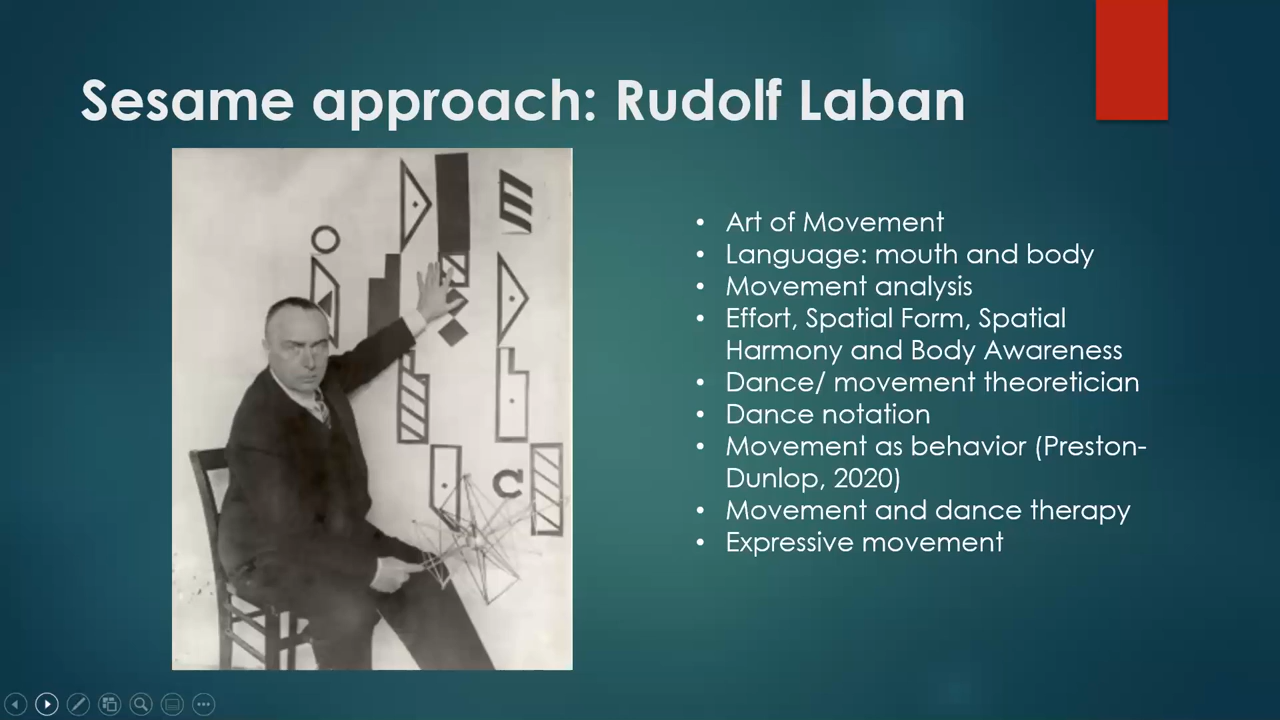 Sesame approach: Rudolf Laban
• Art of Movement
• Language: mouth and body
• Movement analysis
• Effort, Spatial Form, Spatial
Harmony and Body Awareness
• Dance/ movement theoretician
• Dance notation
• Movement as behavior (Preston-
Dunlop, 2020)
• Movement and dance therapy
• Expressive movement